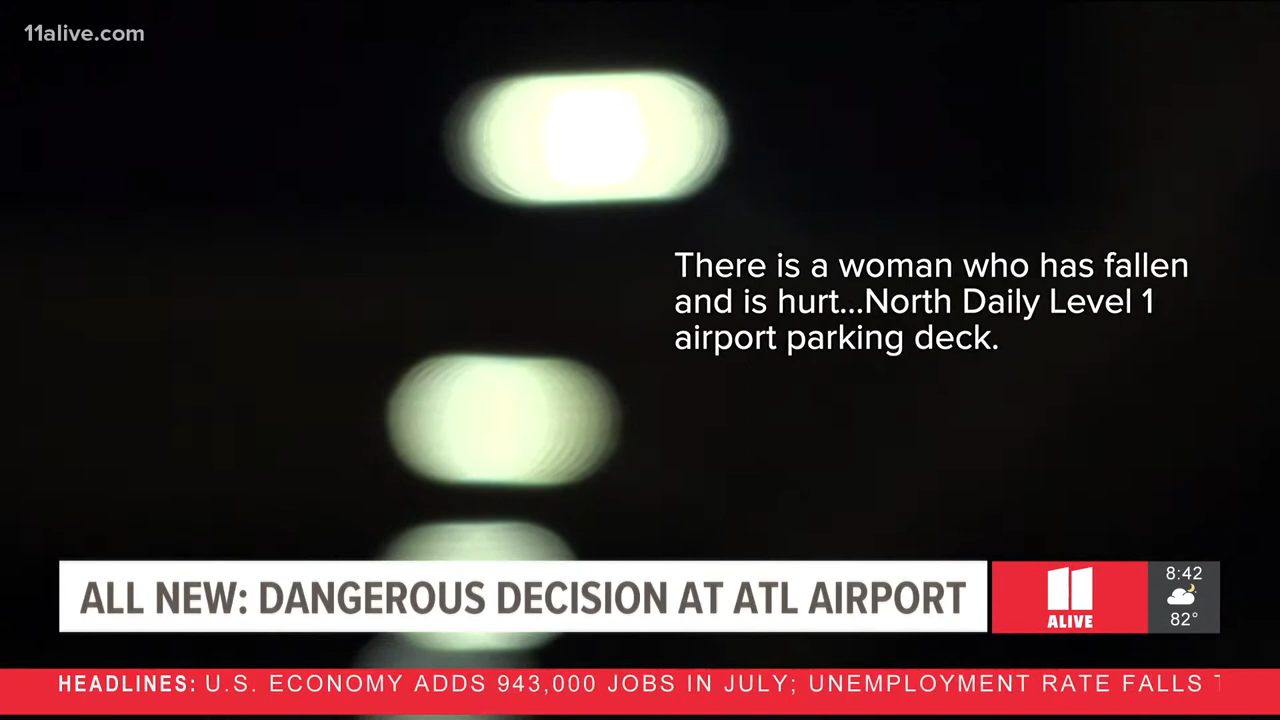 11alive.com
There is a woman who has fallen
and is hurt...North Daily Level 1
airport parking deck.
ALL NEW: DANGEROUS DECISION AT ATL AIRPORT
11
ALIVE
8:42
82°
HEADLINES: U.S. ECONOMY ADDS 943,000 JOBS IN JULY; UNEMPLOYMENT RATE FALLS